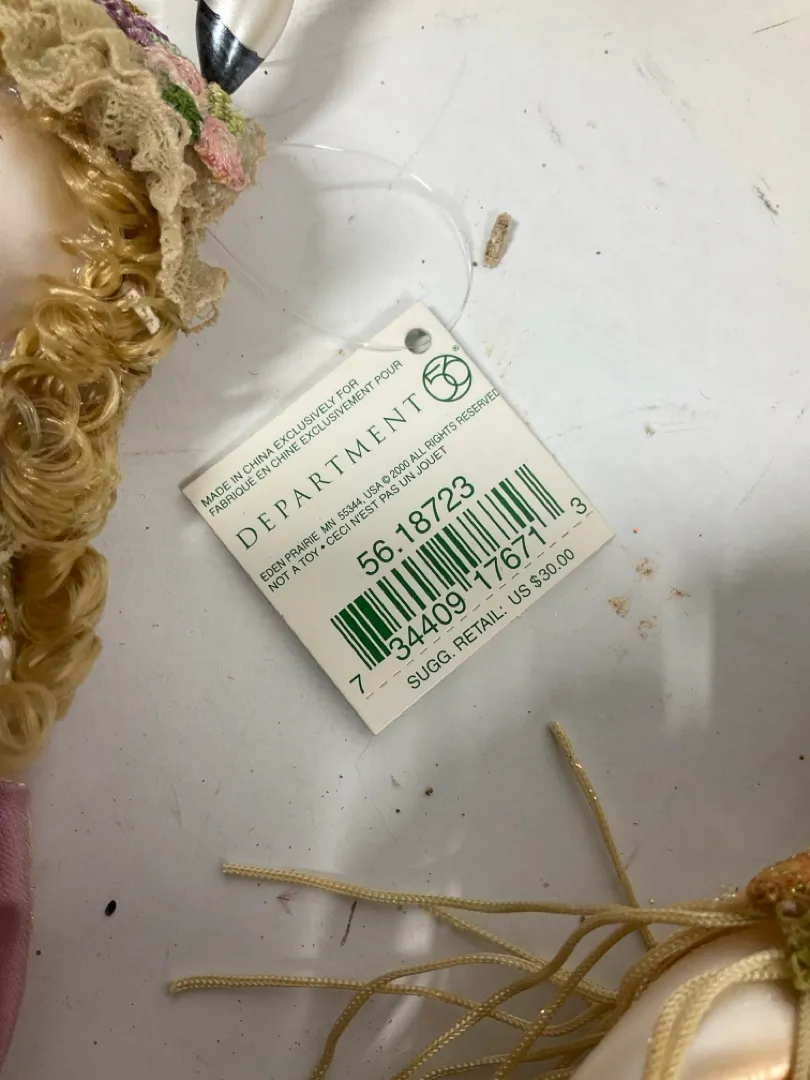 MADE IN CHINA EXCLUSIVELY FOR
FABRIQUÉ EN CHINE EXCLUSIVEMENT POUR
DEPARTMENT 56®
EDEN PRAIRIE MN 55344, USA © 2000 ALL RIGHTS RESERVED
NOT A TOY • CECI N'EST PAS UN JOUET
56.18723
7 34409 17671 3
SUGG. RETAIL: US $30.00